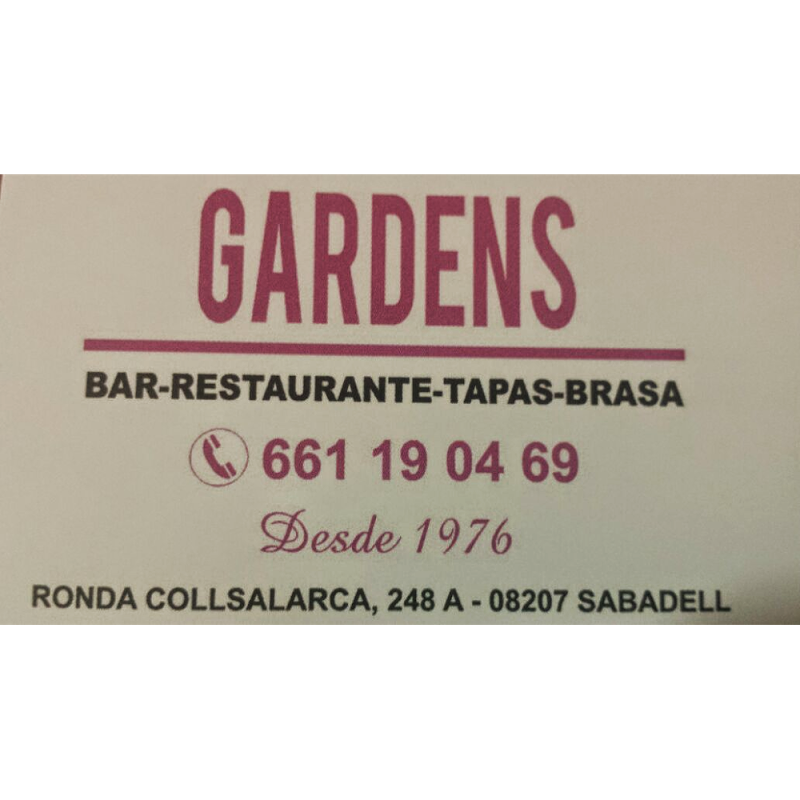 GARDENS
BAR-RESTAURANTE-TAPAS-BRASA
661 19 04 69
Desde 1976
RONDA COLLSALARCA, 248 A - 08207 SABADELL